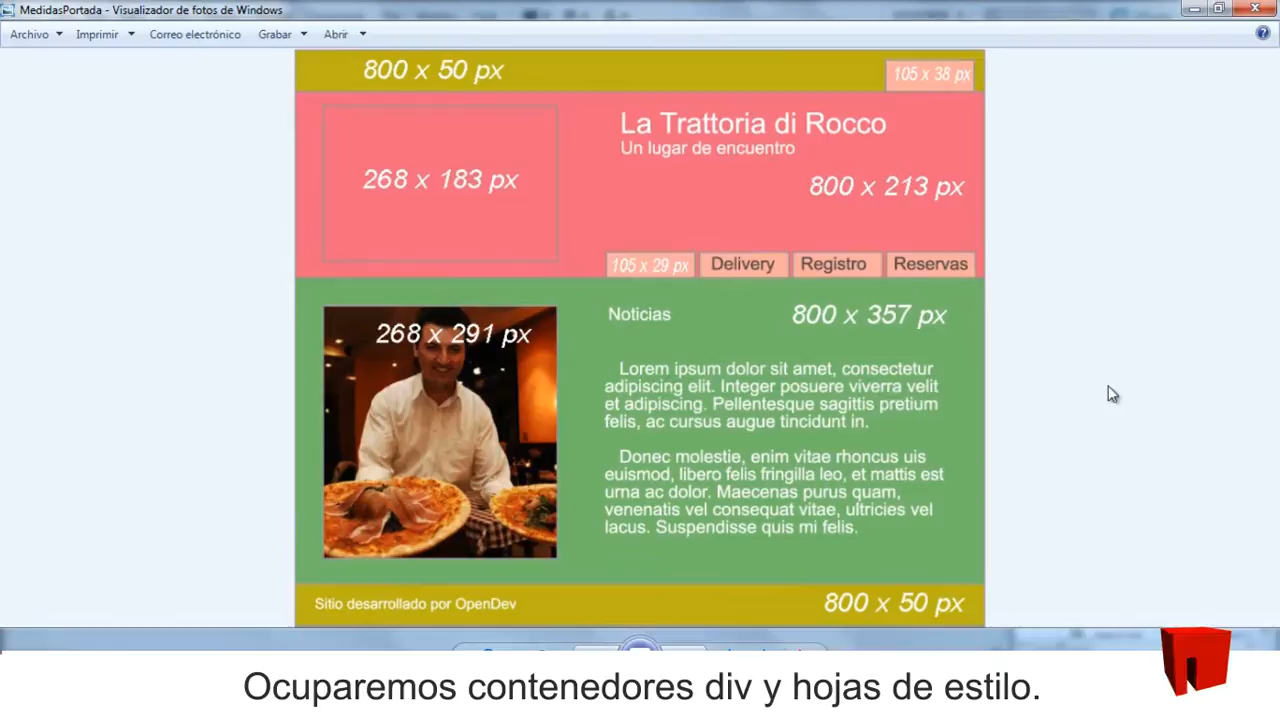 MedidasPortada - Visualizador de fotos de Windows
Archivo Imprimir Correo electrónico Grabar Abrir
800 x 50 px
105 x 38 px
La Trattoria di Rocco
Un lugar de encuentro
268 x 183 px
800 x 213 px
105 x 29 px Delivery Registro Reservas
268 x 291 px
Noticias
800 x 357 px
Lorem ipsum dolor sit amet, consectetur
adipiscing elit. Integer posuere viverra velit
et adipiscing. Pellentesque sagittis pretium
felis, ac cursus augue tincidunt in.
Donec molestie, enim vitae rhoncus uis
euismod, libero felis fringilla leo, et mattis est
urna ac dolor. Maecenas purus quam,
venenatis vel consequat vitae, ultricies vel
lacus. Suspendisse quis mi felis.
Sitio desarrollado por OpenDev
800 x 50 px
Ocuparemos contenedores div y hojas de estilo.